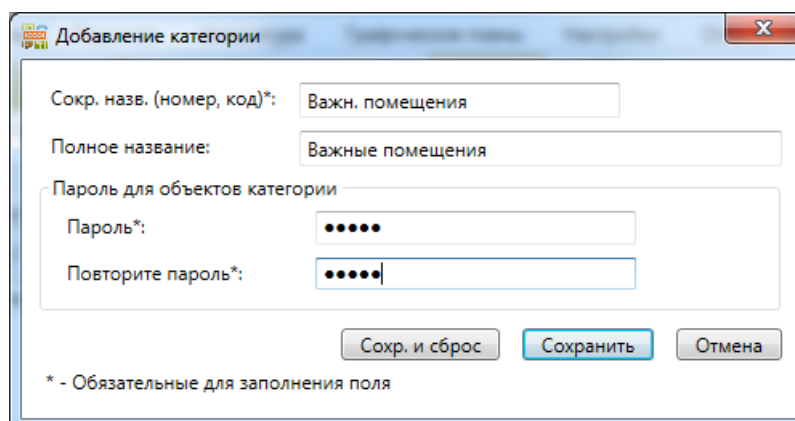 Добавление категории
Сокр. назв. (номер, код)*: Важн. помещения
Полное название: Важные помещения
Пароль для объектов категории
Пароль*: •••••
Повторите пароль*: •••••
Сохр. и сброс Сохранить Отмена
* - Обязательные для заполнения поля